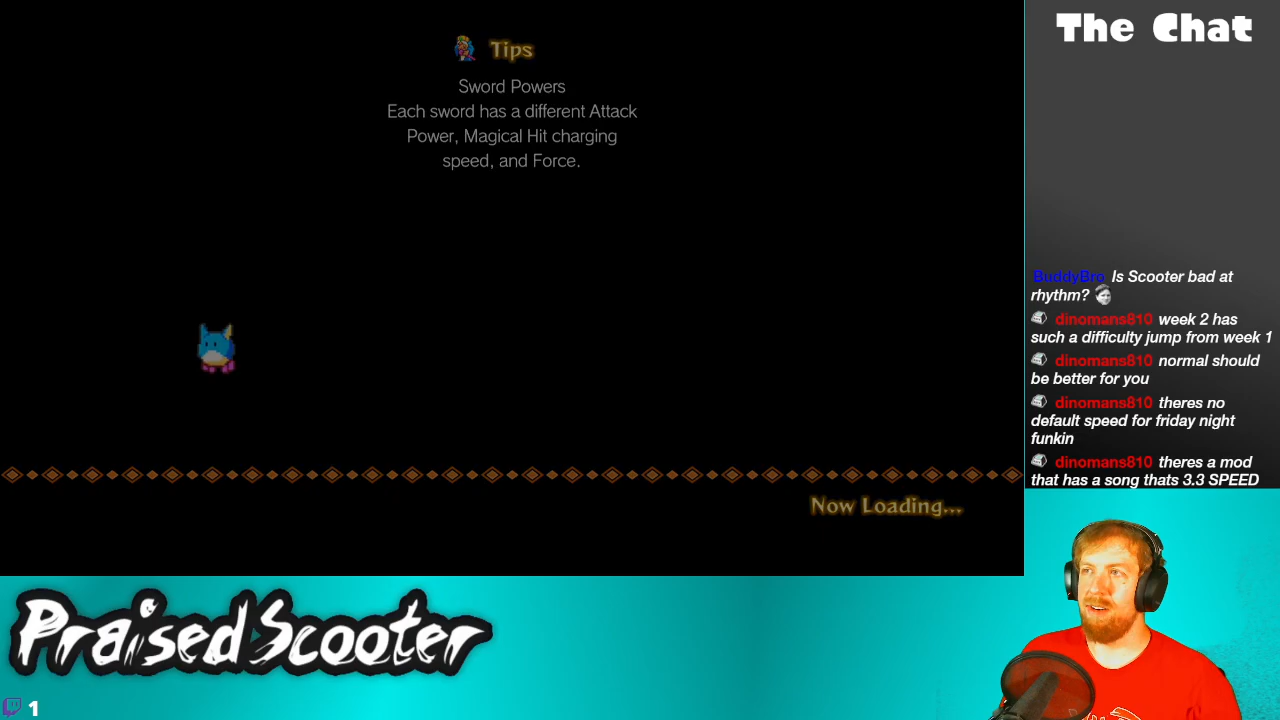 Tips
Sword Powers
Each sword has a different Attack
Power, Magical Hit charging
speed, and Force.
Now Loading...
The Chat
BuddyBro Is Scooter bad at
rhythm?
dinomans810 week 2 has
such a difficulty jump from week 1
dinomans810 normal should
be better for you
dinomans810 theres no
default speed for friday night
funkin
dinomans810 theres a mod
that has a song thats 3.3 SPEED
Praised Scooter
1